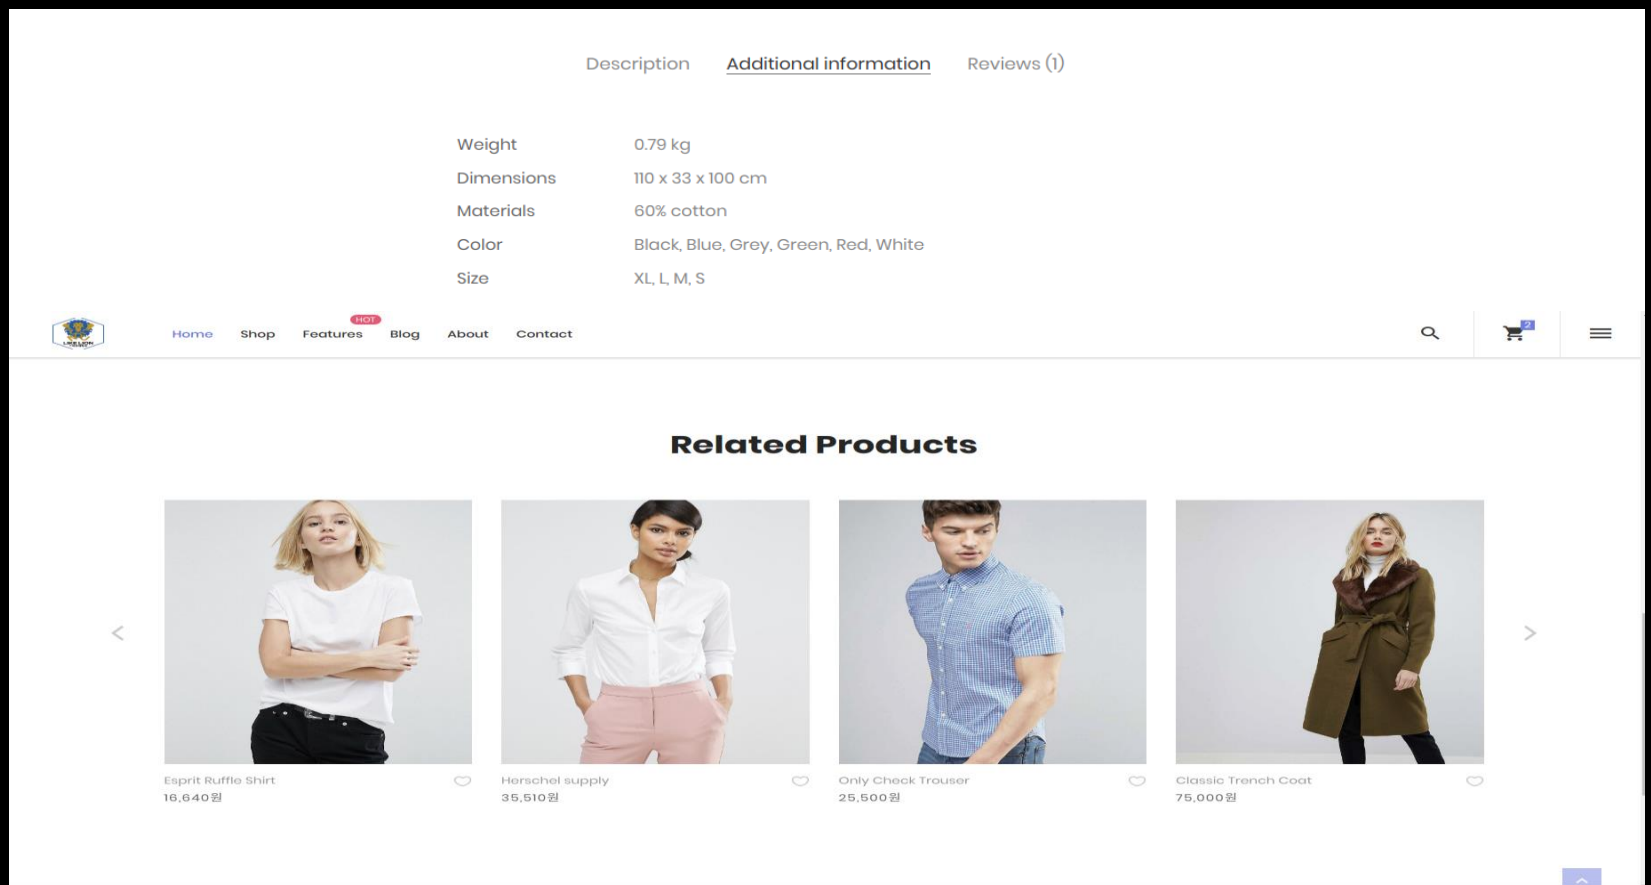 Description Additional information Reviews (1)
Weight 0.79 kg
Dimensions 110 x 33 x 100 cm
Materials 60% cotton
Color Black, Blue, Grey, Green, Red, White
Size XL, L, M, S
HOT
Home Shop Features Blog About Contact
2
Related Products
Esprit Ruffle Shirt
16,640원
Herschel supply
35,510원
Only Check Trouser
25,500원
Classic Trench Coat
75,000원